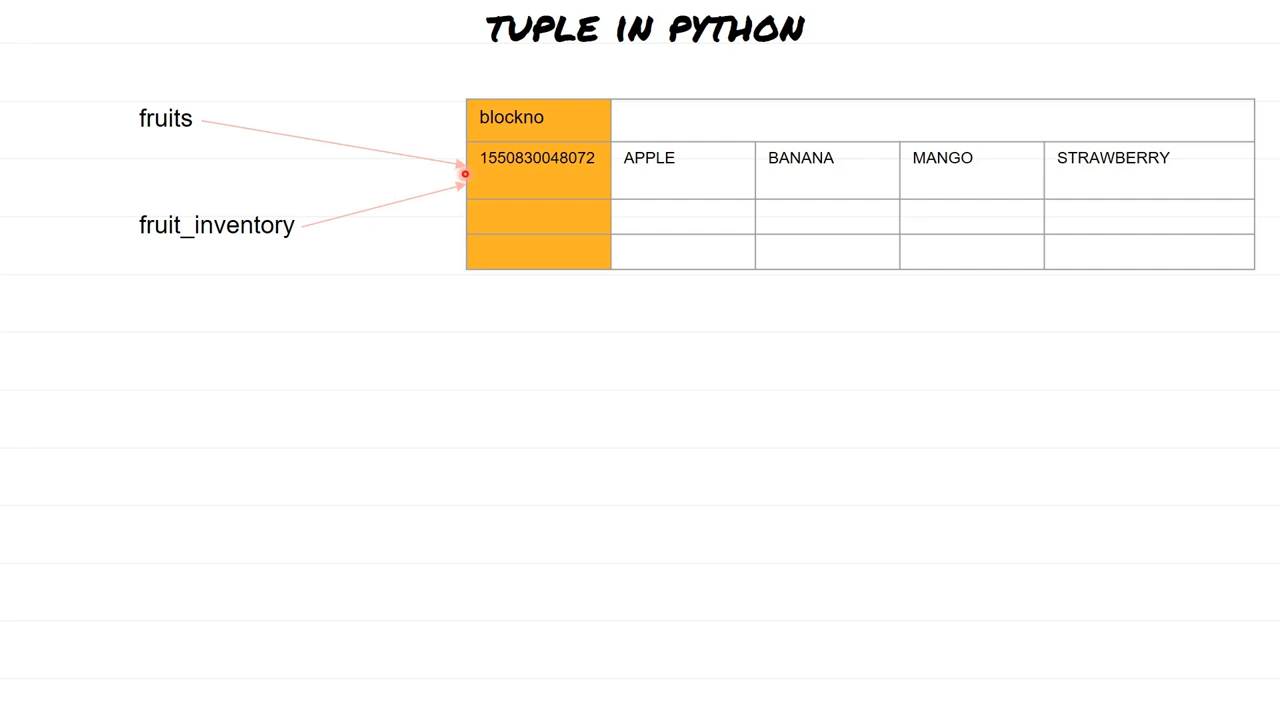 TUPLE IN PYTHON
fruits
blockno
1550830048072 APPLE BANANA MANGO STRAWBERRY
fruit_inventory